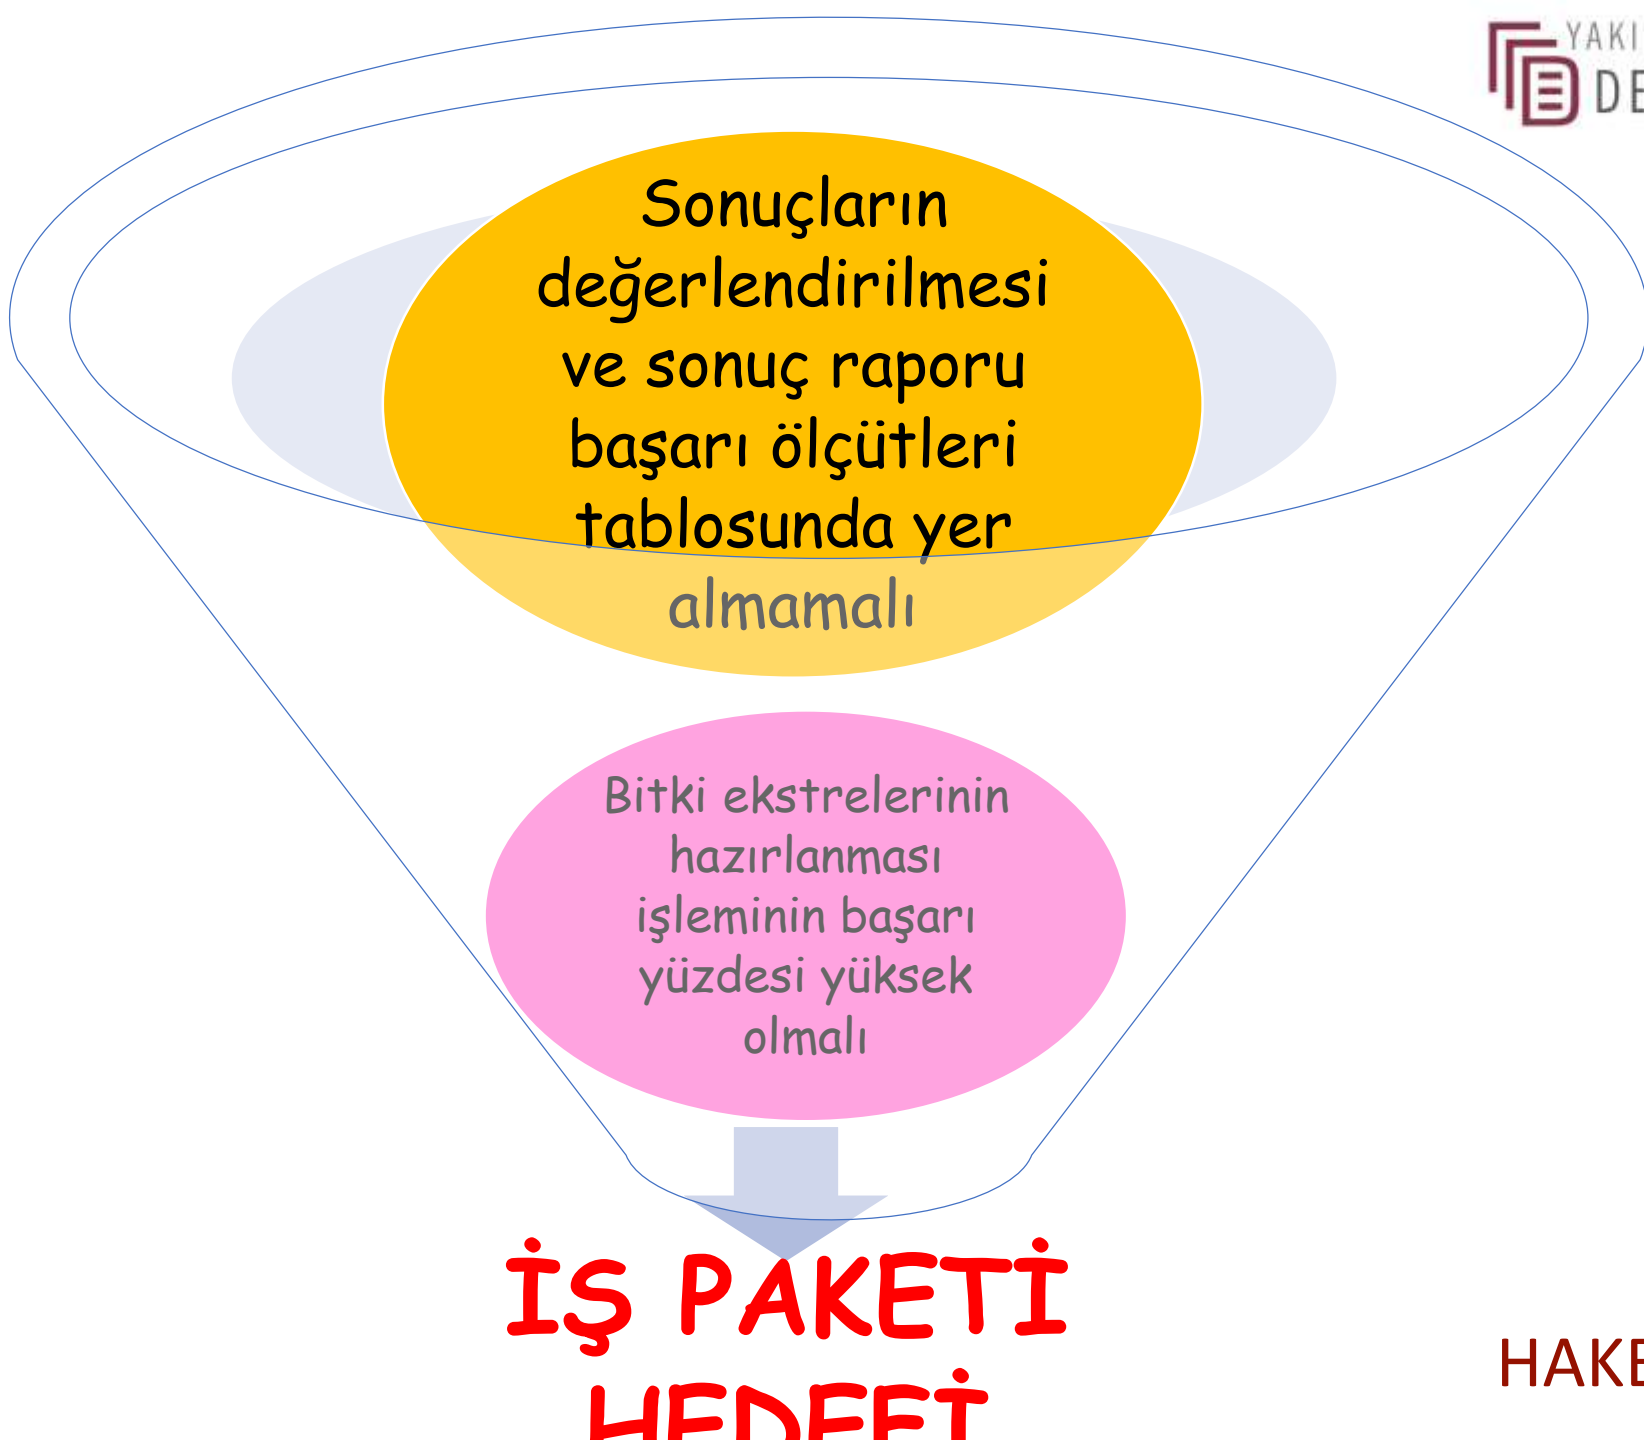 Sonuçların
değerlendirilmesi
ve sonuç raporu
başarı ölçütleri
tablosunda yer
almamalı
Bitki ekstrelerinin
hazırlanması
işleminin başarı
yüzdesi yüksek
olmalı
İŞ PAKETİ
HEDEFİ